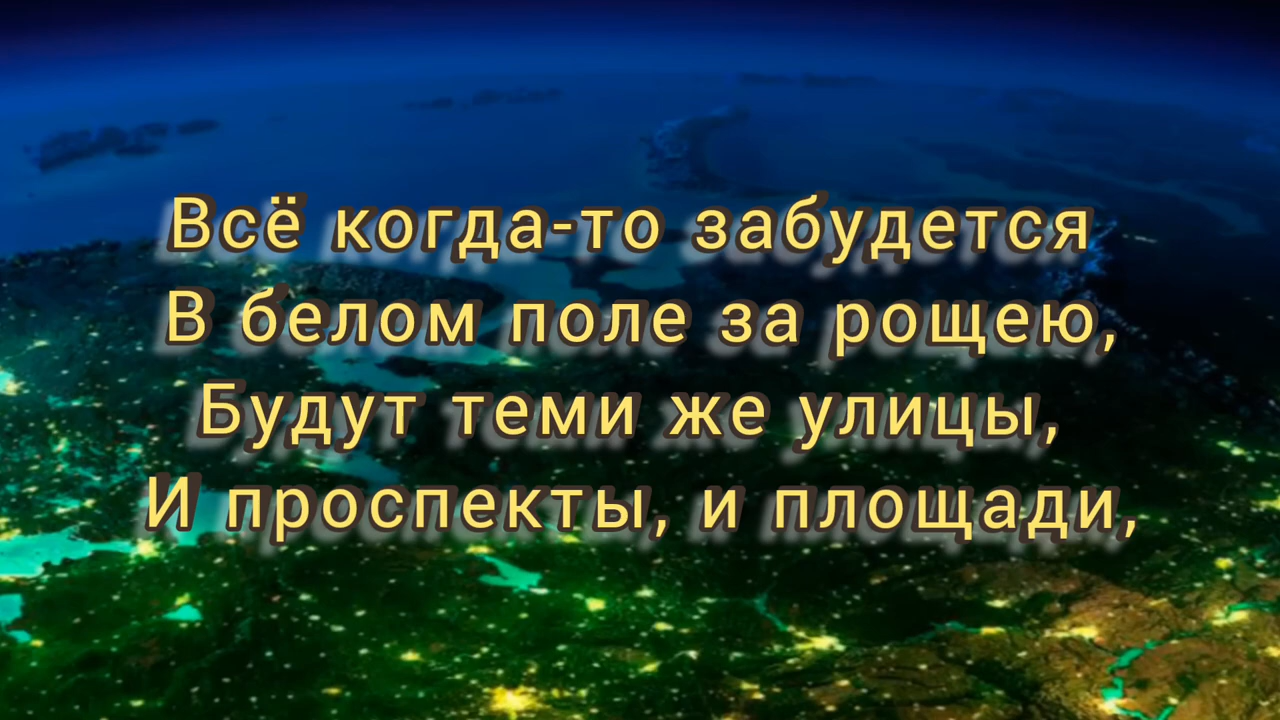 Всё когда-то забудется
В белом поле за рощею,
Будут теми же улицы,
И проспекты, и площади,